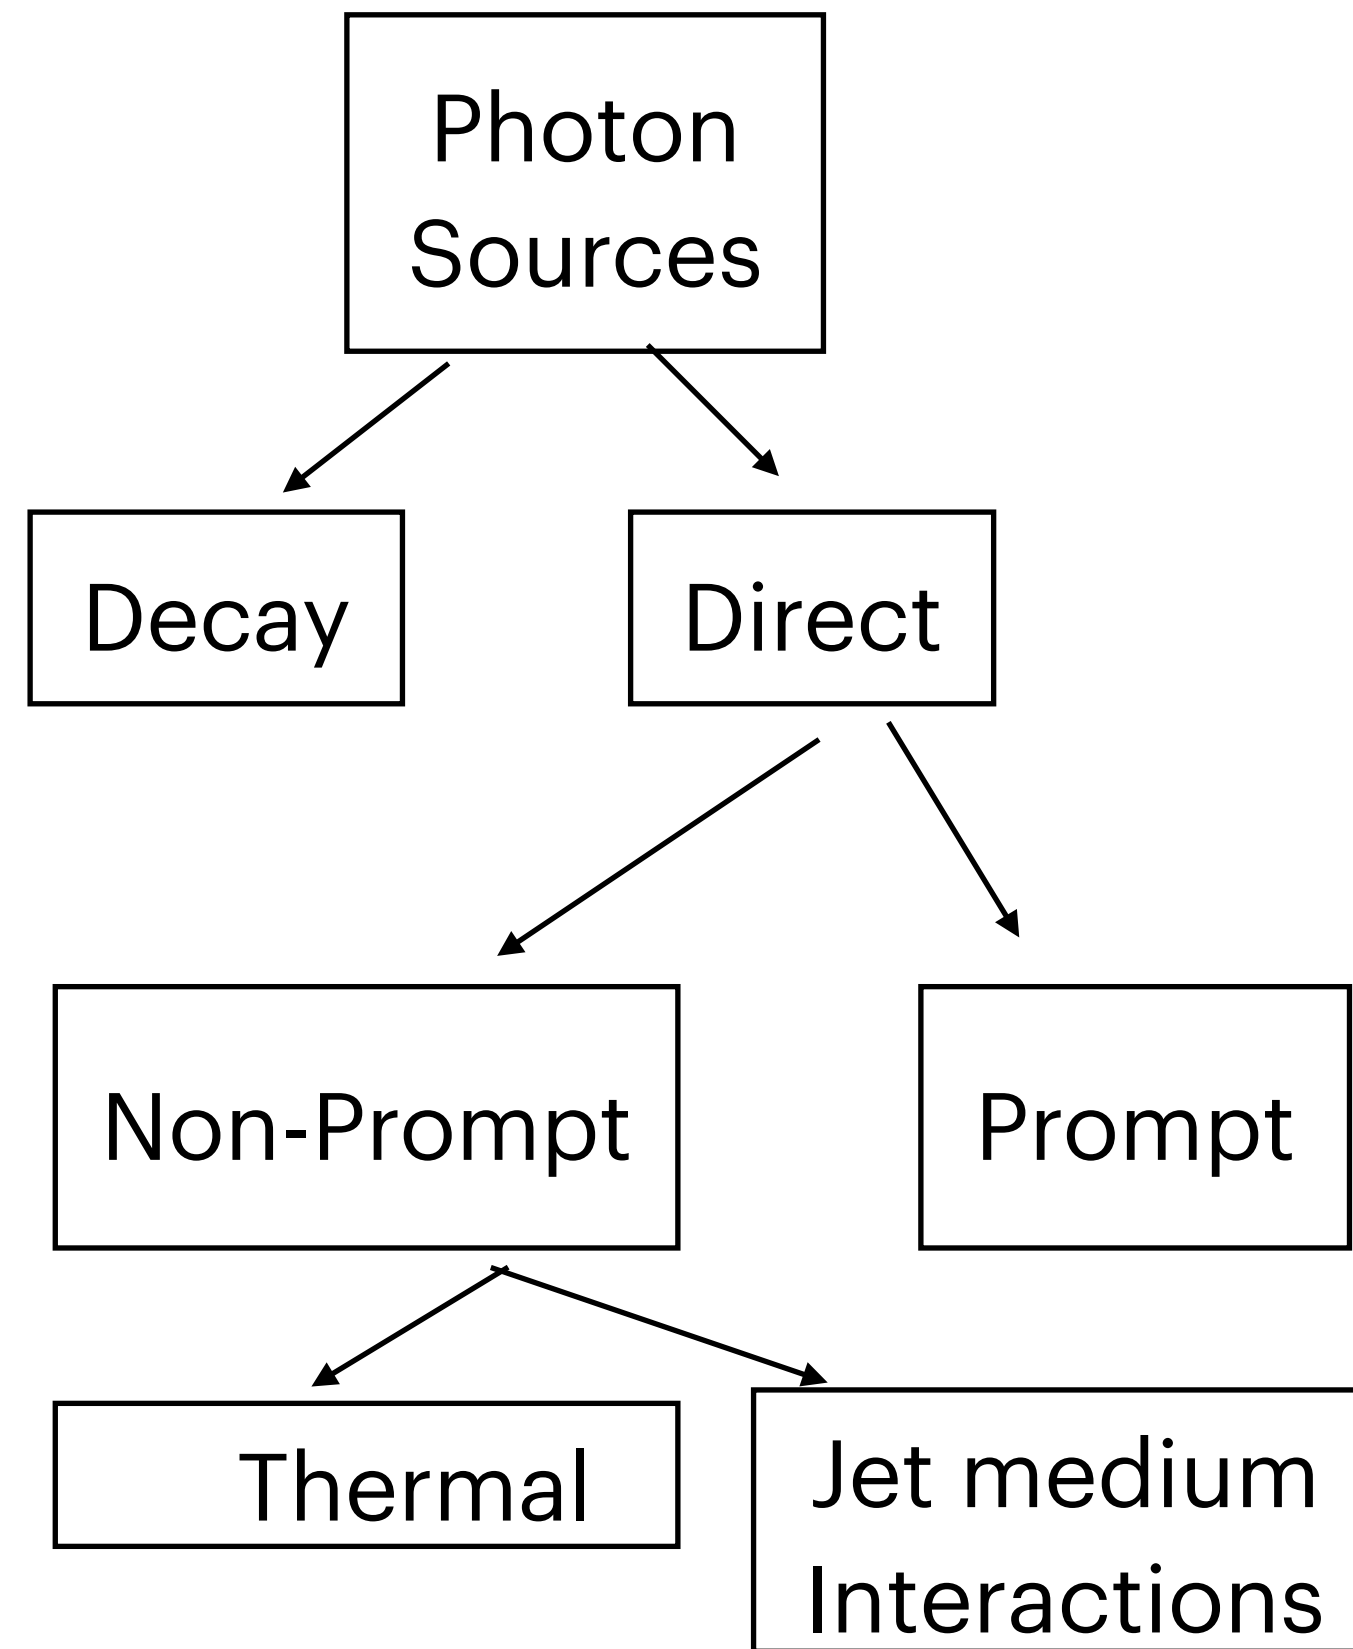 Photon
Sources
Decay
Direct
Non-Prompt
Prompt
Thermal
Jet medium
Interactions